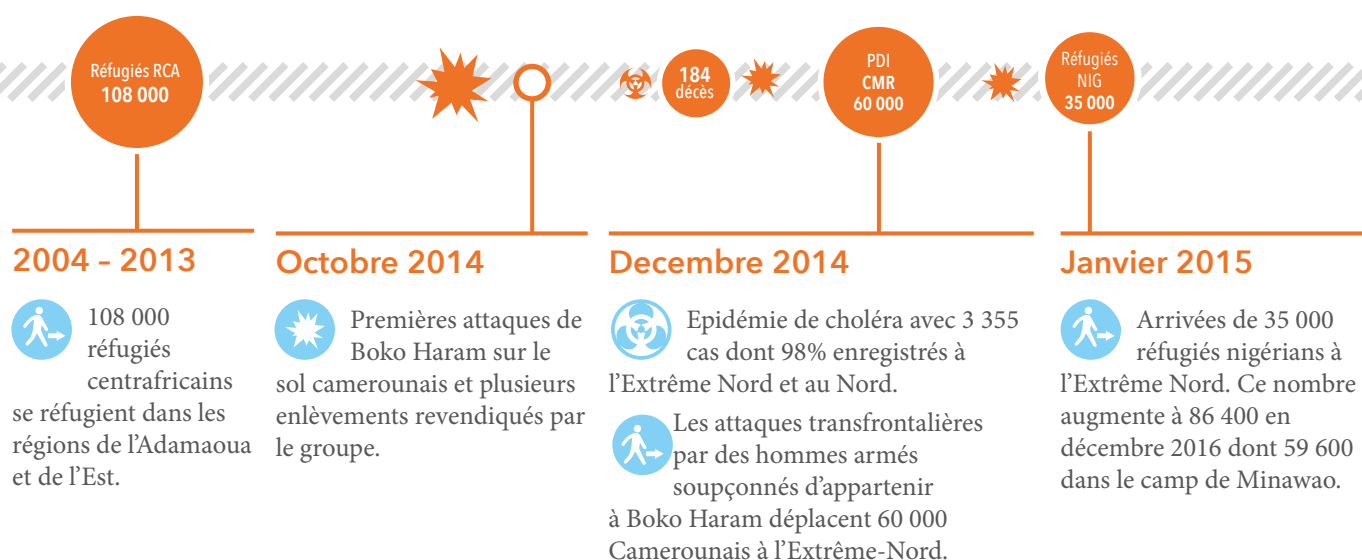 Réfugiés RCA
108 000
184
décès
PDI
CMR
60 000
Réfugiés
NIG
35 000
2004 – 2013
108 000
réfugiés
centrafricains
se réfugient dans les
régions de l'Adamaoua
et de l'Est.
Octobre 2014
Premières attaques de
Boko Haram sur le
sol camerounais et plusieurs
enlèvements revendiqués par
le groupe.
Decembre 2014
Epidémie de choléra avec 3 355
cas dont 98% enregistrés à
l'Extrême Nord et au Nord.
Les attaques transfrontalières
par des hommes armés
soupçonnés d'appartenir
à Boko Haram déplacent 60 000
Camerounais à l'Extrême-Nord.
Janvier 2015
Arrivées de 35 000
réfugiés nigérians à
l'Extrême Nord. Ce nombre
augmente à 86 400 en
décembre 2016 dont 59 600
dans le camp de Minawao.